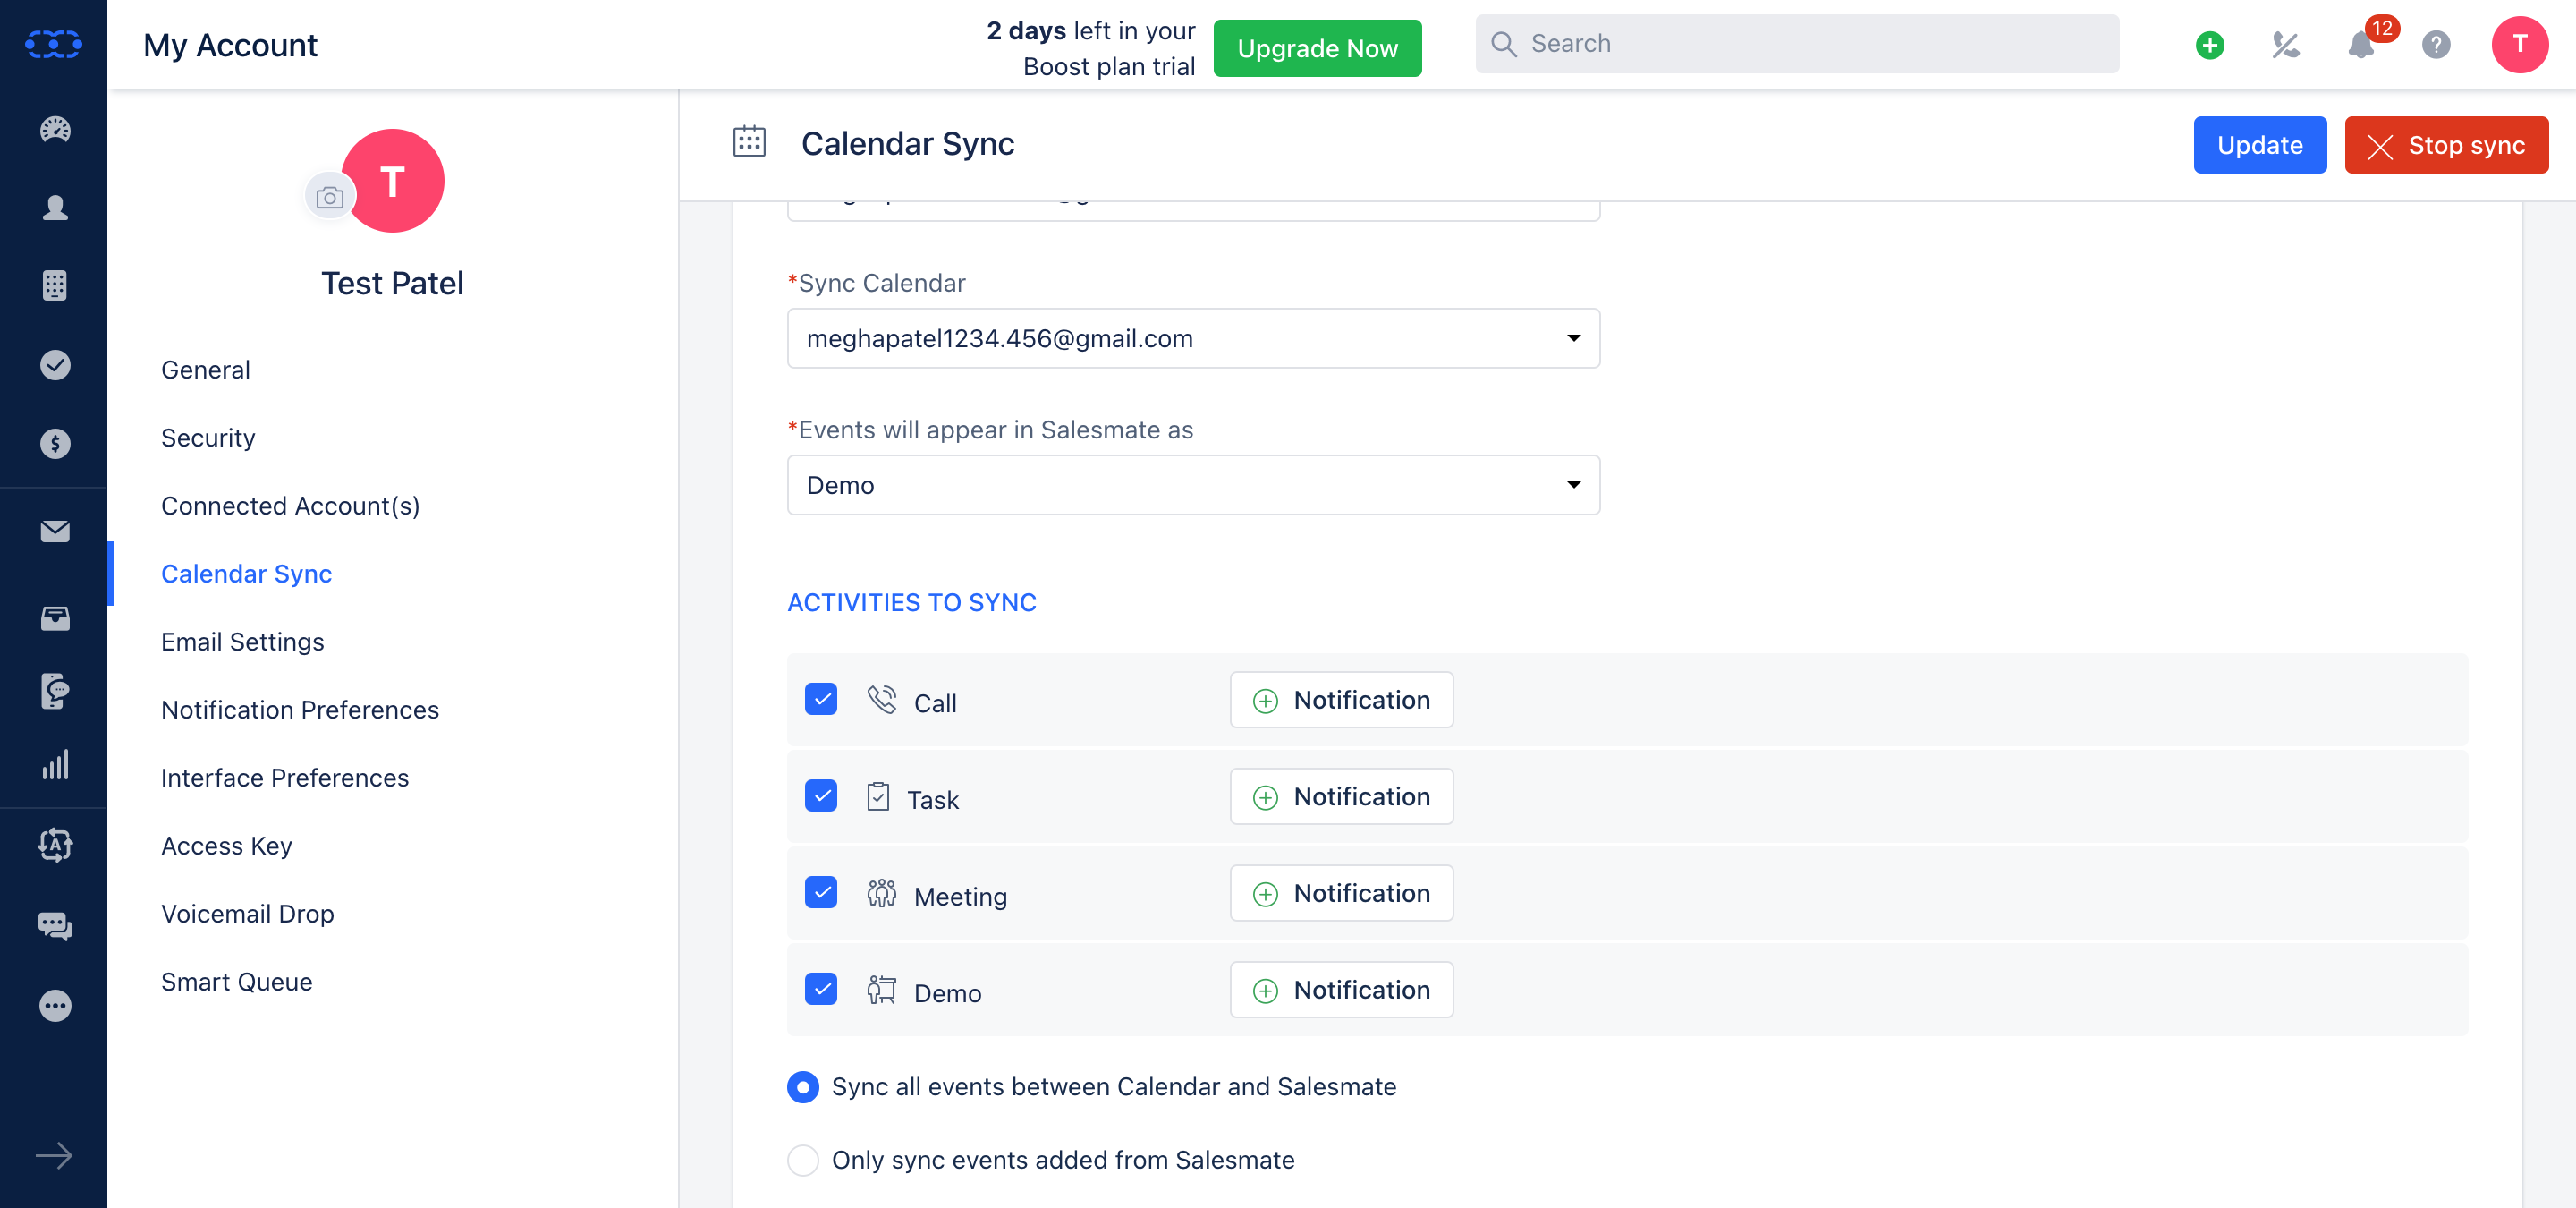 My Account
2 days left in your
Boost plan trial
Upgrade Now
Search
12
?
T
T
Test Patel
General
Security
Connected Account(s)
Calendar Sync
Email Settings
Notification Preferences
Interface Preferences
Access Key
Voicemail Drop
Smart Queue
Calendar Sync
Update
Stop sync
*Sync Calendar
meghapatel1234.456@gmail.com
*Events will appear in Salesmate as
Demo
ACTIVITIES TO SYNC
Call
Notification
Task
Notification
Meeting
Notification
Demo
Notification
Sync all events between Calendar and Salesmate
Only sync events added from Salesmate